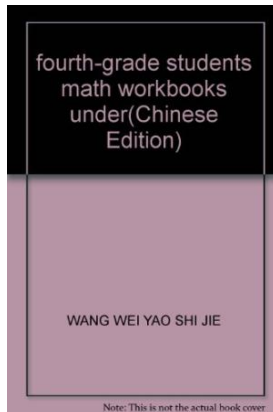 fourth-grade students
math workbooks
under(Chinese
Edition)
WANG WEI YAO SHI JIE
Note: This is not the actual book cover